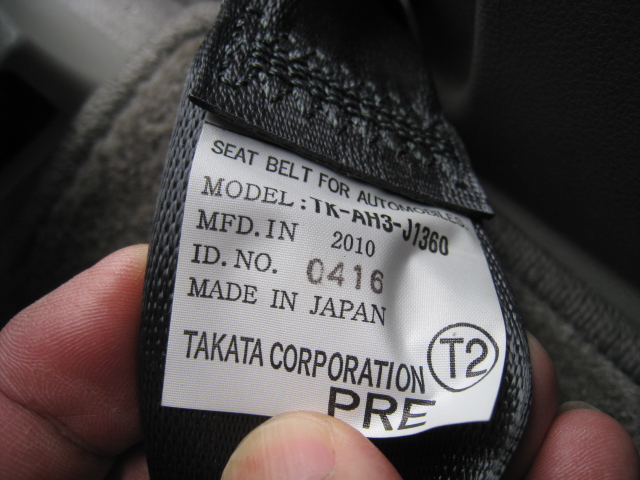 SEAT BELT FOR AUTOMOBILES
MODEL: TK-AH3-J1360
MFD. IN 2010
ID. NO. 0416
MADE IN JAPAN
TAKATA CORPORATION T2
PRE